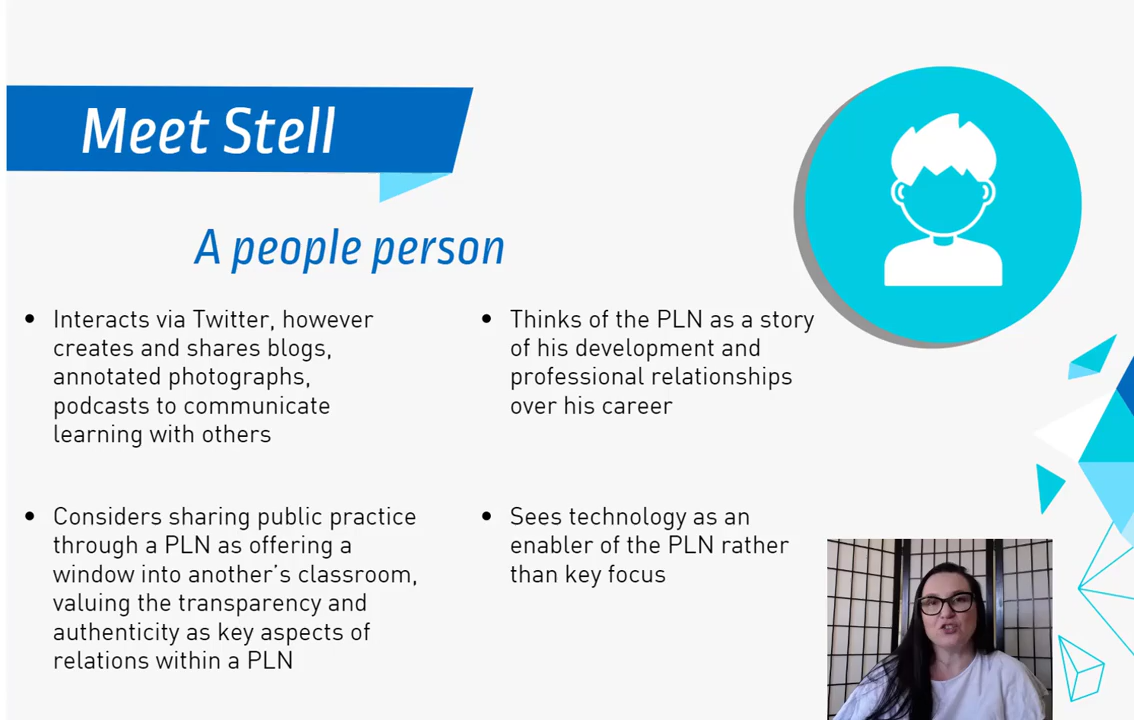 Meet Stell
A people person
• Interacts via Twitter, however
creates and shares blogs,
annotated photographs,
podcasts to communicate
learning with others
• Considers sharing public practice
through a PLN as offering a
window into another's classroom,
valuing the transparency and
authenticity as key aspects of
relations within a PLN
• Thinks of the PLN as a story
of his development and
professional relationships
over his career
• Sees technology as an
enabler of the PLN rather
than key focus